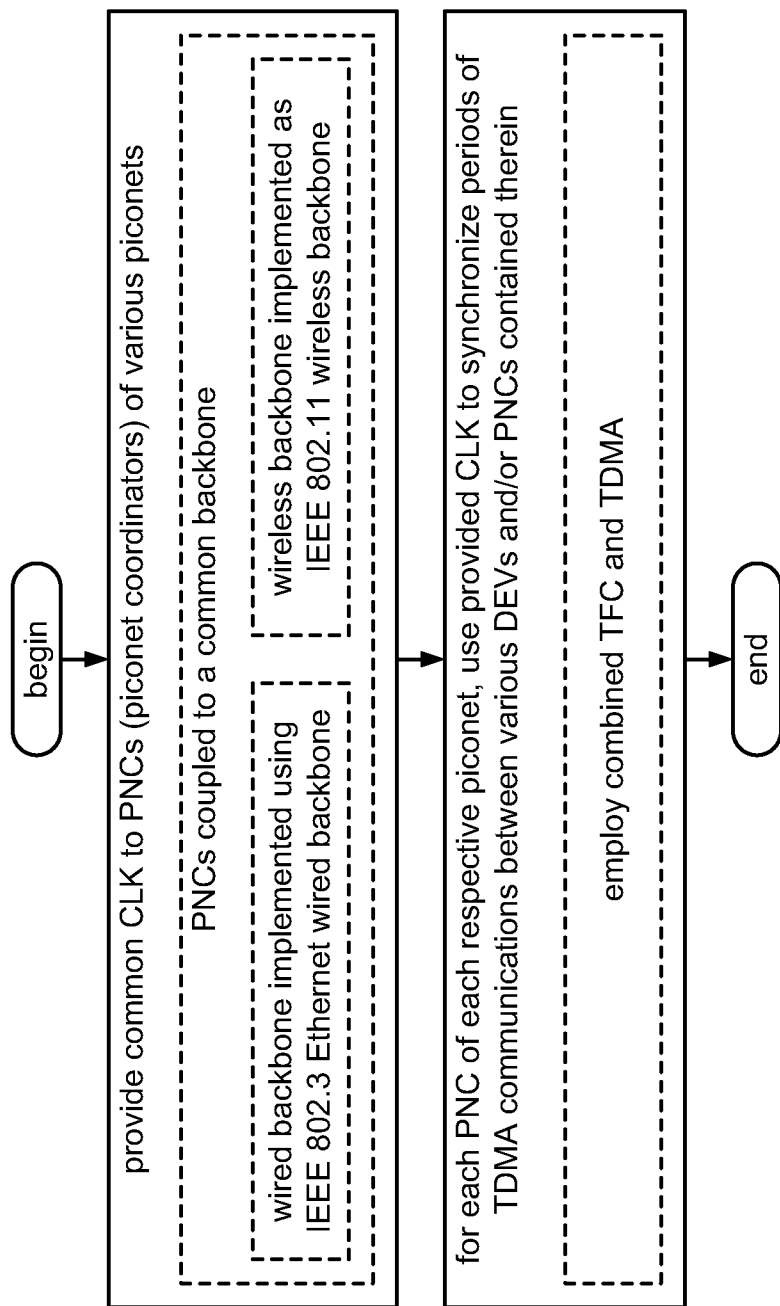 begin
provide common CLK to PNCs (piconet coordinators) of various piconets
PNCs coupled to a common backbone
wired backbone implemented using
IEEE 802.3 Ethernet wired backbone
wireless backbone implemented as
IEEE 802.11 wireless backbone
for each PNC of each respective piconet, use provided CLK to synchronize periods of
TDMA communications between various DEVs and/or PNCs contained therein
employ combined TFC and TDMA
end